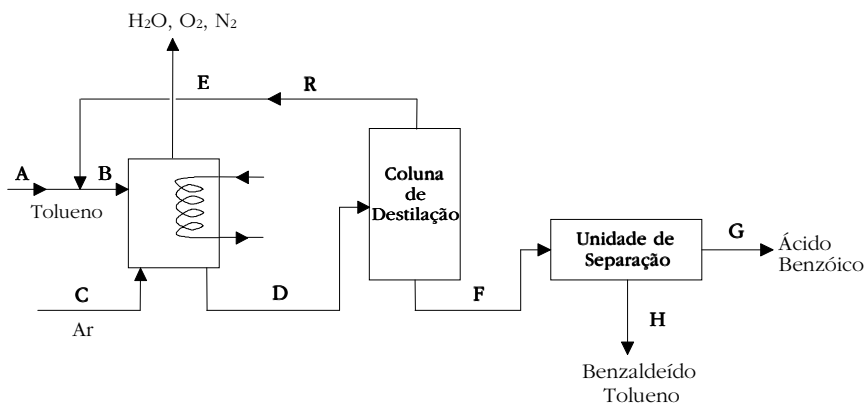 H₂O, O₂, N₂
E
R
A
B
Tolueno
Coluna
de
Destilação
Unidade de
Separação
G
Ácido
Benzóico
C
Ar
D
F
H
Benzaldeído
Tolueno